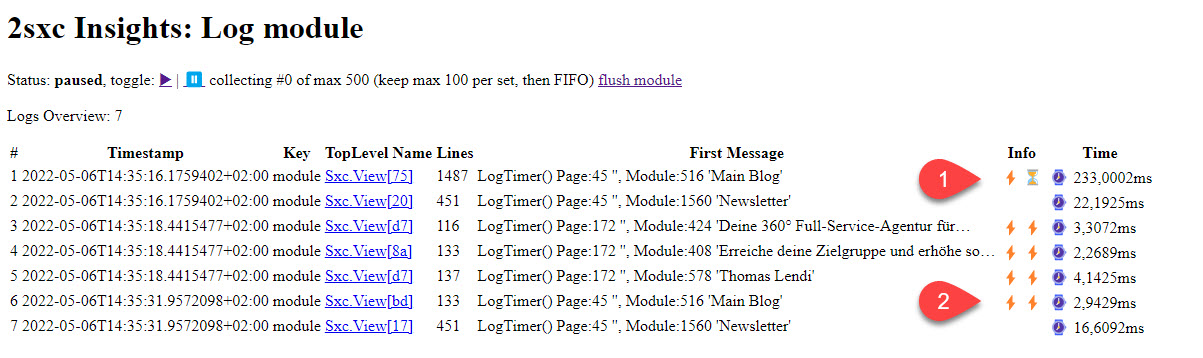 2sxc Insights: Log module
Status: paused, toggle: ▶ | ⏸ collecting #0 of max 500 (keep max 100 per set, then FIFO) flush module
Logs Overview: 7
# Timestamp Key TopLevel Name Lines First Message Info Time
1 2022-05-06T14:35:16.1759402+02:00 module Sxc.View[75] 1487 LogTimer() Page:45 '', Module:516 'Main Blog' 1 ⚡ ⏳ ⌚ 233,0002ms
2 2022-05-06T14:35:16.1759402+02:00 module Sxc.View[20] 451 LogTimer() Page:45 '', Module:1560 'Newsletter' ⌚ 22,1925ms
3 2022-05-06T14:35:18.4415477+02:00 module Sxc.View[d7] 116 LogTimer() Page:172 '', Module:424 'Deine 360° Full-Service-Agentur für… ⚡ ⚡ ⌚ 3,3072ms
4 2022-05-06T14:35:18.4415477+02:00 module Sxc.View[8a] 133 LogTimer() Page:172 '', Module:408 'Erreiche deine Zielgruppe und erhöhe so… ⚡ ⚡ ⌚ 2,2689ms
5 2022-05-06T14:35:18.4415477+02:00 module Sxc.View[d7] 137 LogTimer() Page:172 '', Module:578 'Thomas Lendi' ⚡ ⚡ ⌚ 4,1425ms
6 2022-05-06T14:35:31.9572098+02:00 module Sxc.View[bd] 133 LogTimer() Page:45 '', Module:516 'Main Blog' 2 ⚡ ⚡ ⌚ 2,9429ms
7 2022-05-06T14:35:31.9572098+02:00 module Sxc.View[17] 451 LogTimer() Page:45 '', Module:1560 'Newsletter' ⌚ 16,6092ms